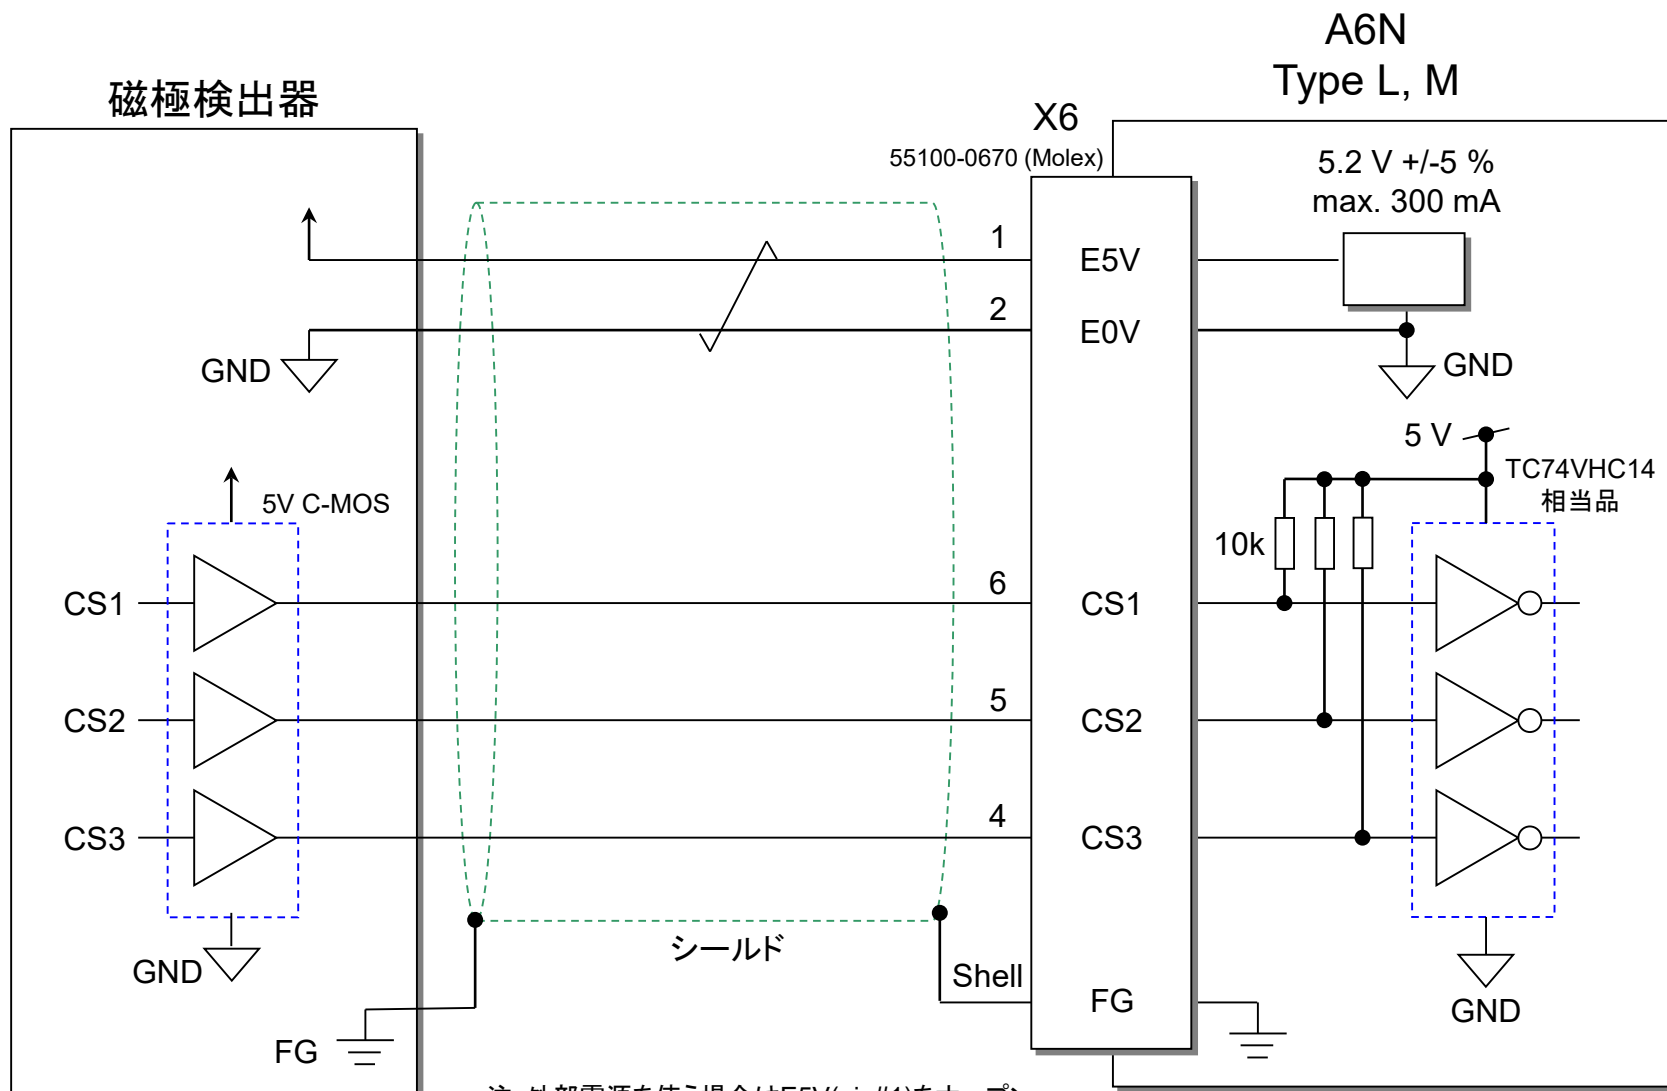 A6N
Type L, M
磁極検出器
X6
55100-0670 (Molex)
5.2 V +/-5 %
max. 300 mA
1
E5V
2
E0V
GND
GND
5 V
TC74VHC14
相当品
5V C-MOS
10k
CS1
6
CS1
CS2
5
CS2
CS3
4
CS3
シールド
GND
Shell
FG
GND
FG